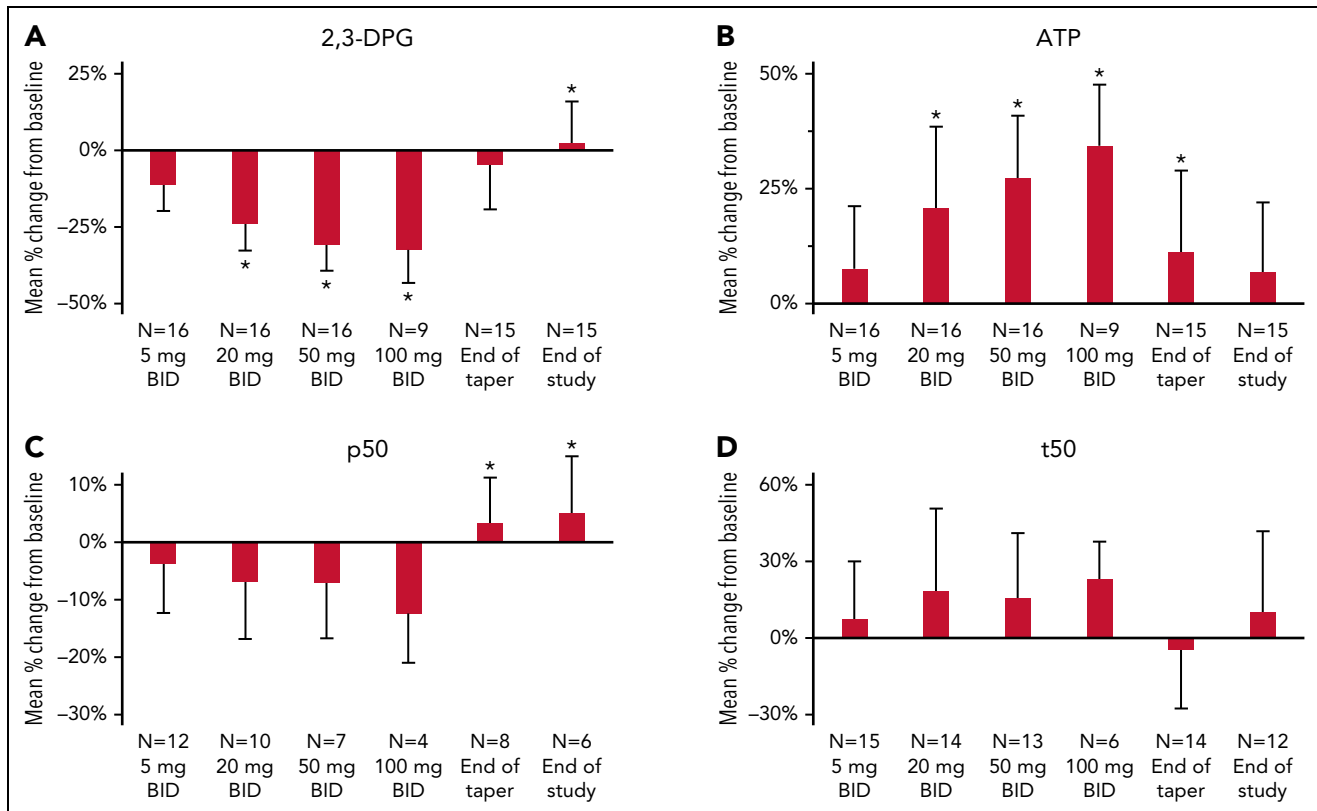 A
2,3-DPG
Mean % change from baseline
25%
0%
–25%
–50%
*
*
*
*
N=16 N=16 N=16 N=9 N=15 N=15
5 mg 20 mg 50 mg 100 mg End of End of
BID BID BID BID taper study
B
ATP
Mean % change from baseline
50%
25%
0%
*
*
*
*
N=16 N=16 N=16 N=9 N=15 N=15
5 mg 20 mg 50 mg 100 mg End of End of
BID BID BID BID taper study
C
p50
Mean % change from baseline
10%
0%
–10%
–20%
–30%
*
*
N=12 N=10 N=7 N=4 N=8 N=6
5 mg 20 mg 50 mg 100 mg End of End of
BID BID BID BID taper study
D
t50
Mean % change from baseline
60%
30%
0%
–30%
N=15 N=14 N=13 N=6 N=14 N=12
5 mg 20 mg 50 mg 100 mg End of End of
BID BID BID BID taper study